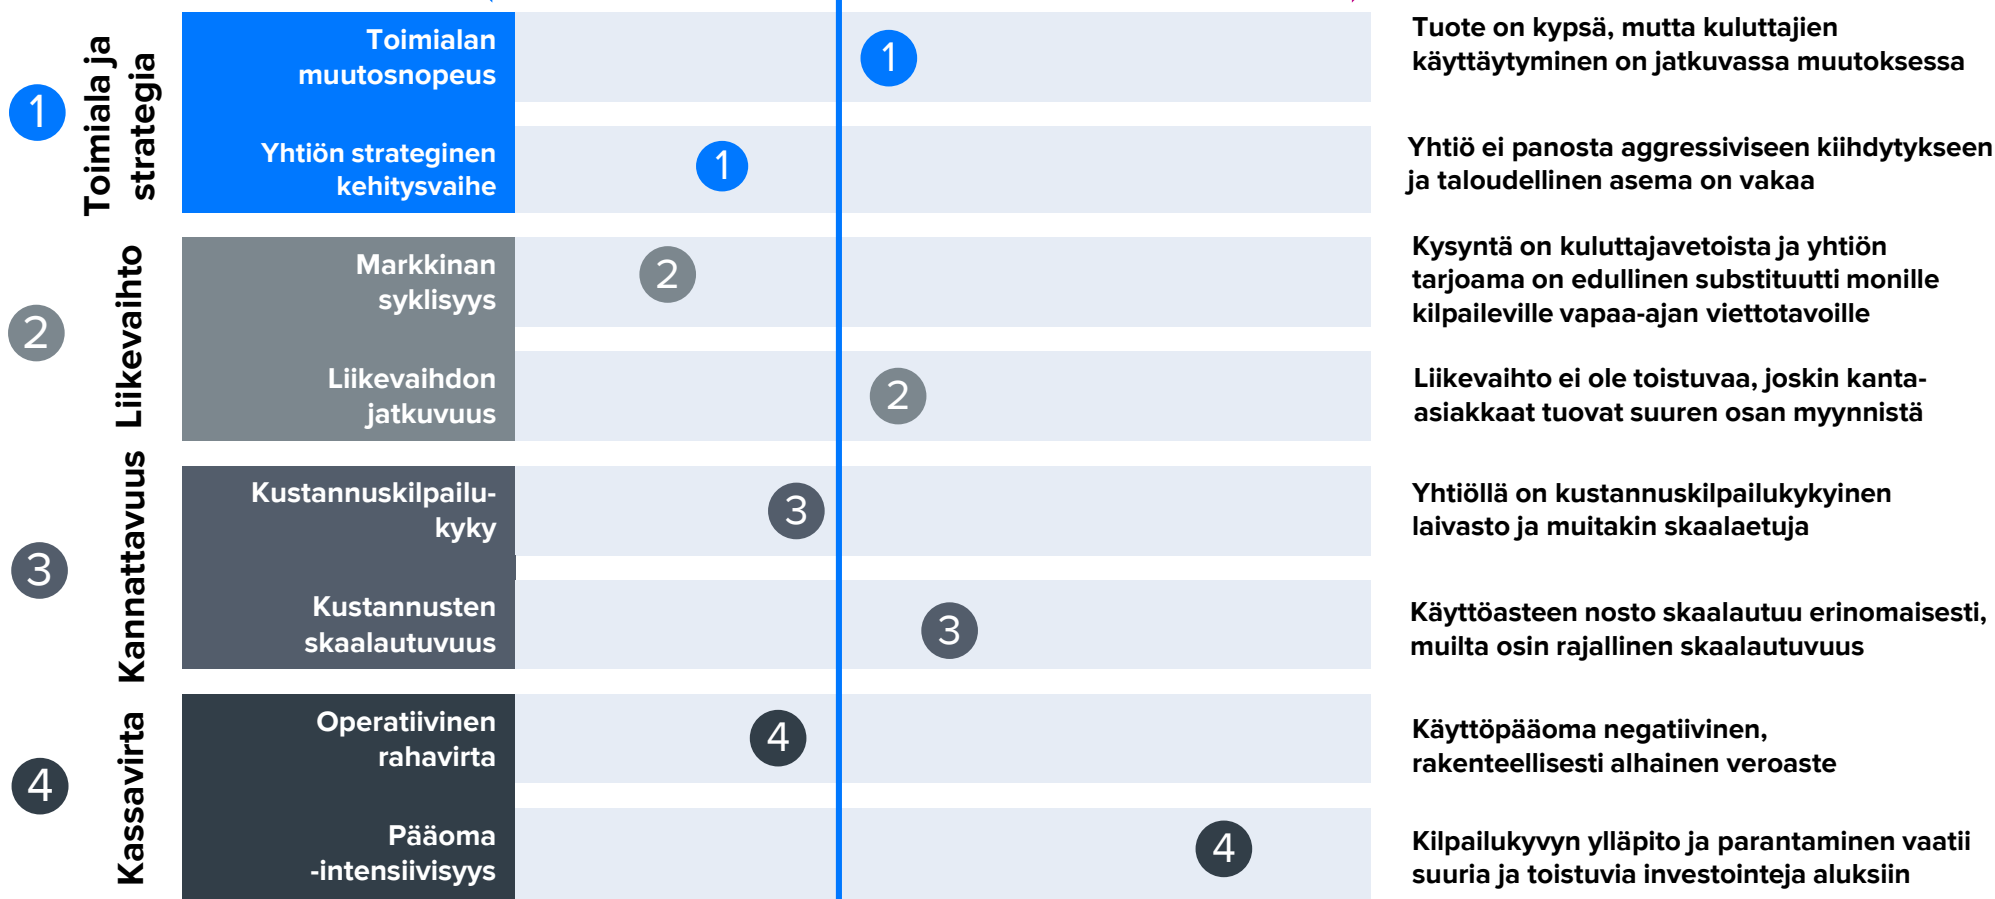 1
Toimiala ja
strategia
Toimialan
muutosnopeus
1
Tuote on kypsä, mutta kuluttajien
käyttäytyminen on jatkuvassa muutoksessa
Yhtiön strateginen
kehitysvaihe
1
Yhtiö ei panosta aggressiviseen kiihdytykseen
ja taloudellinen asema on vakaa
2
Liikevaihto
Markkinan
syklisyys
2
Kysyntä on kuluttajavetoista ja yhtiön
tarjoama on edullinen substituutti monille
kilpaileville vapaa-ajan viettotavoille
Liikevaihdon
jatkuvuus
2
Liikevaihto ei ole toistuvaa, joskin kanta-
asiakkaat tuovat suuren osan myynnistä
3
Kannattavuus
Kustannuskilpailu-
kyky
3
Yhtiöllä on kustannuskilpailukykyinen
laivasto ja muitakin skaalaetuja
Kustannusten
skaalautuvuus
3
Käyttöasteen nosto skaalautuu erinomaisesti,
muilta osin rajallinen skaalautuvuus
4
Kassavirta
Operatiivinen
rahavirta
4
Käyttöpääoma negatiivinen,
rakenteellisesti alhainen veroaste
Pääoma
-intensiivisyys
4
Kilpailukyvyn ylläpito ja parantaminen vaatii
suuria ja toistuvia investointeja aluksiin